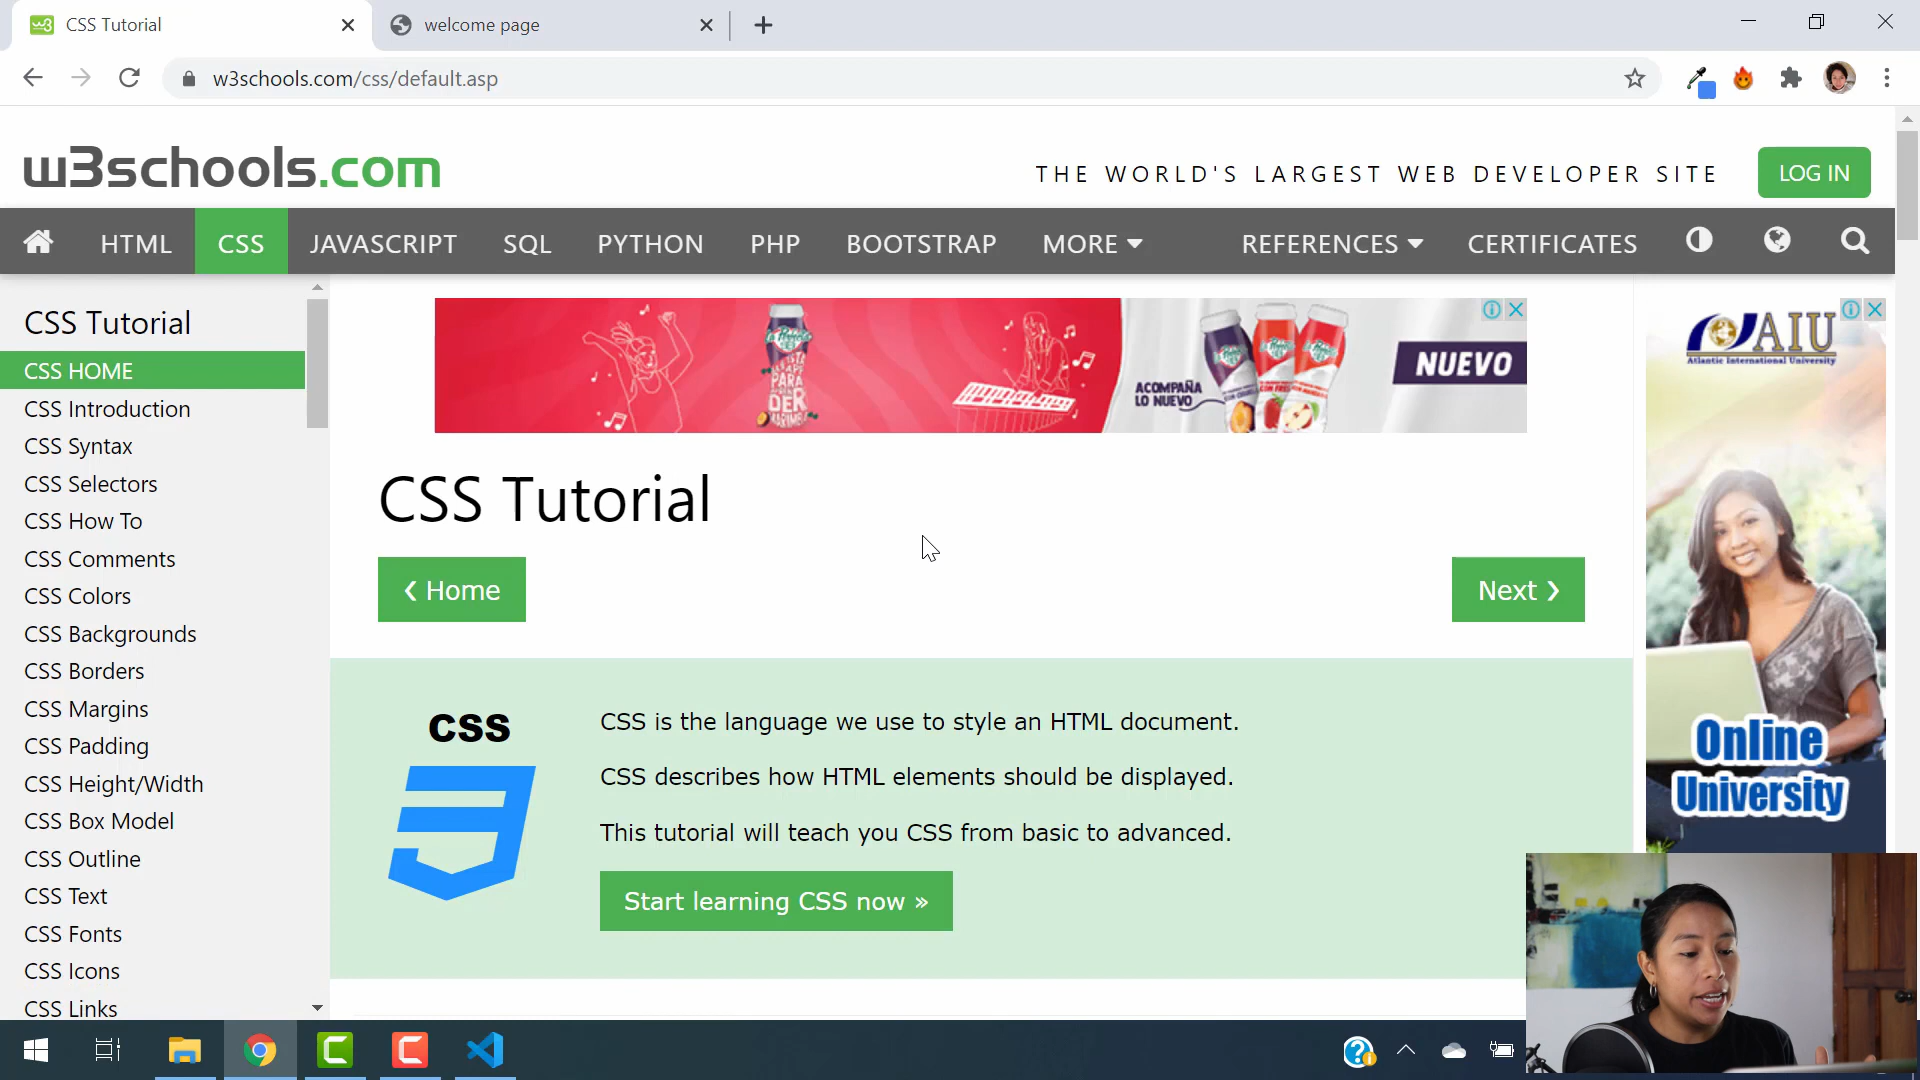 CSS Tutorial
welcome page
w3schools.com/css/default.asp
w3schools.com
THE WORLD'S LARGEST WEB DEVELOPER SITE
LOG IN
HTML
CSS
JAVASCRIPT
SQL
PYTHON
PHP
BOOTSTRAP
MORE
REFERENCES
CERTIFICATES
CSS Tutorial
CSS HOME
CSS Introduction
CSS Syntax
CSS Selectors
CSS How To
CSS Comments
CSS Colors
CSS Backgrounds
CSS Borders
CSS Margins
CSS Padding
CSS Height/Width
CSS Box Model
CSS Outline
CSS Text
CSS Fonts
CSS Icons
CSS Links
ACOMPAÑA
LO NUEVO
NUEVO
CSS Tutorial
❮ Home
Next ❯
CSS
CSS is the language we use to style an HTML document.
CSS describes how HTML elements should be displayed.
This tutorial will teach you CSS from basic to advanced.
Start learning CSS now »
AIU
Atlantic International University
Online
University